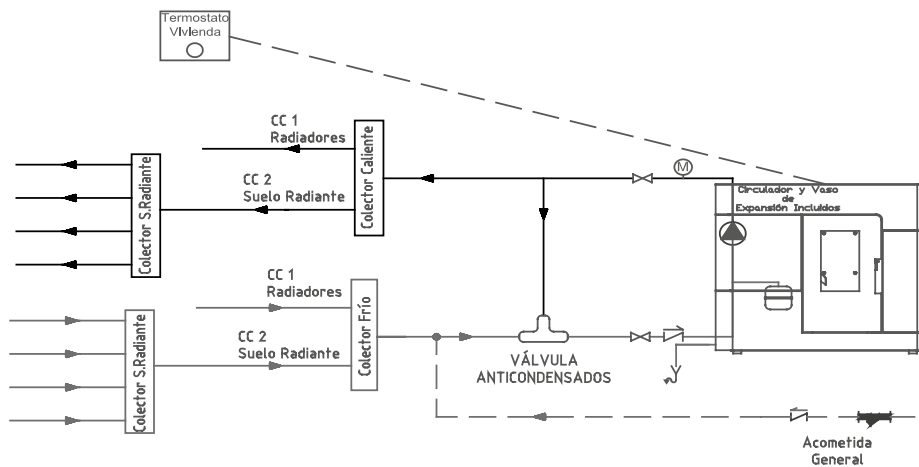 Termostato
Vivienda
CC 1
Radiadores
CC 2
Suelo Radiante
Colector S.Radiante
Colector Caliente
M
Circulador y Vaso
de
Expansión Incluidos
CC 1
Radiadores
CC 2
Suelo Radiante
Colector S.Radiante
Colector Frío
VÁLVULA
ANTICONDENSADOS
Acometida
General